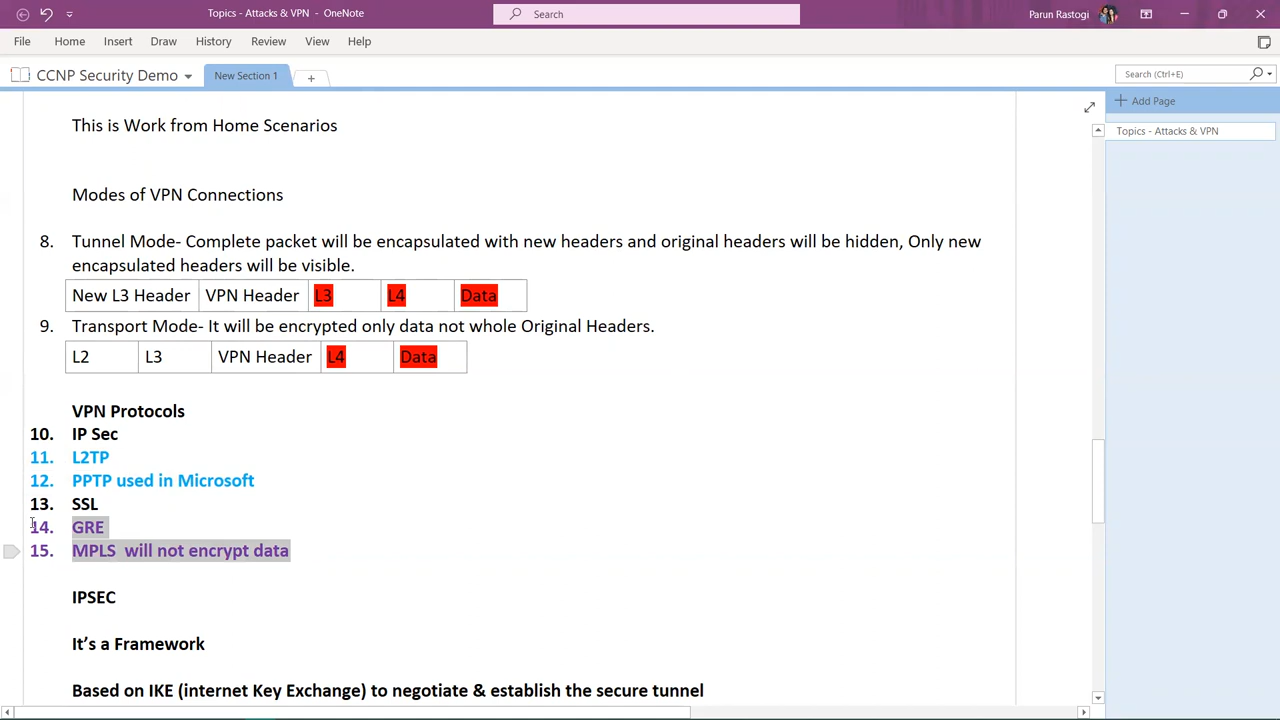 Topics - Attacks & VPN - OneNote
Search
Parun Rastogi
File Home Insert Draw History Review View Help
CCNP Security Demo
New Section 1
+
Search (Ctrl+E)
Add Page
Topics - Attacks & VPN
This is Work from Home Scenarios
Modes of VPN Connections
8. Tunnel Mode- Complete packet will be encapsulated with new headers and original headers will be hidden, Only new
encapsulated headers will be visible.
New L3 Header VPN Header L3 L4 Data
9. Transport Mode- It will be encrypted only data not whole Original Headers.
L2 L3 VPN Header L4 Data
VPN Protocols
10. IP Sec
11. L2TP
12. PPTP used in Microsoft
13. SSL
14. GRE
15. MPLS  will not encrypt data
IPSEC
It’s a Framework
Based on IKE (internet Key Exchange) to negotiate & establish the secure tunnel